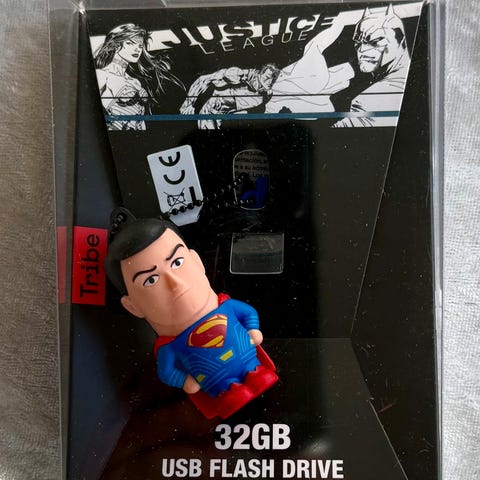 JUSTICE
LEAGUE
CE
Tribe
32GB
USB FLASH DRIVE